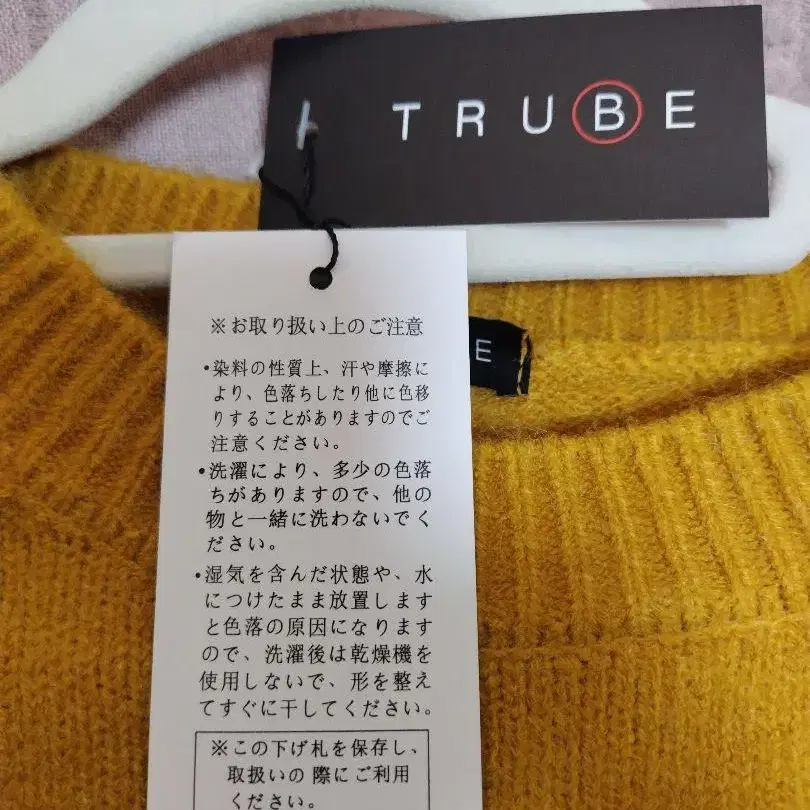 TRUBE
E
※お取り扱い上のご注意
・染料の性質上、汗や摩擦に
より、色落ちしたり他に色移
りすることがありますのでご
注意ください。
・洗濯により、多少の色落
ちがありますので、他の
物と一緒に洗わないでく
ださい。
・湿気を含んだ状態や、水
につけたまま放置します
と色落の原因になります
ので、洗濯後は乾燥機を
使用しないで、形を整え
てすぐに干してください。
※この下げ札を保存し、
取扱いの際にご利用
ください。